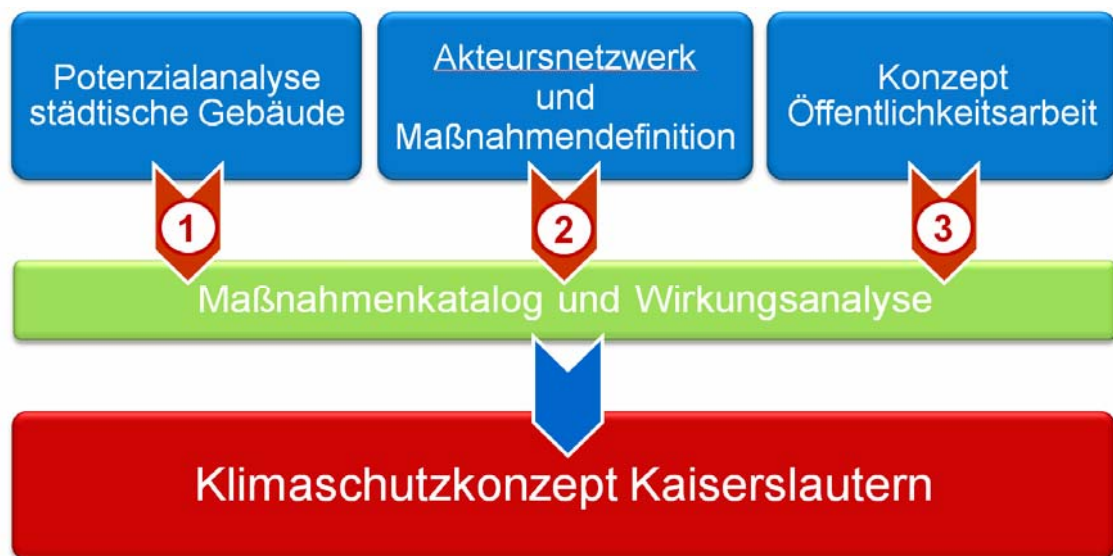 Potenzialanalyse
städtische Gebäude
Akteursnetzwerk
und
Maßnahmendefinition
Konzept
Öffentlichkeitsarbeit
1
2
3
Maßnahmenkatalog und Wirkungsanalyse
Klimaschutzkonzept Kaiserslautern